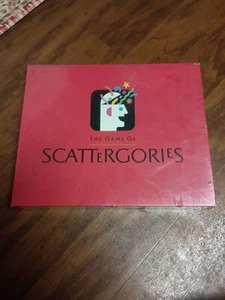 THE GAME OF
SCATTERGORIES